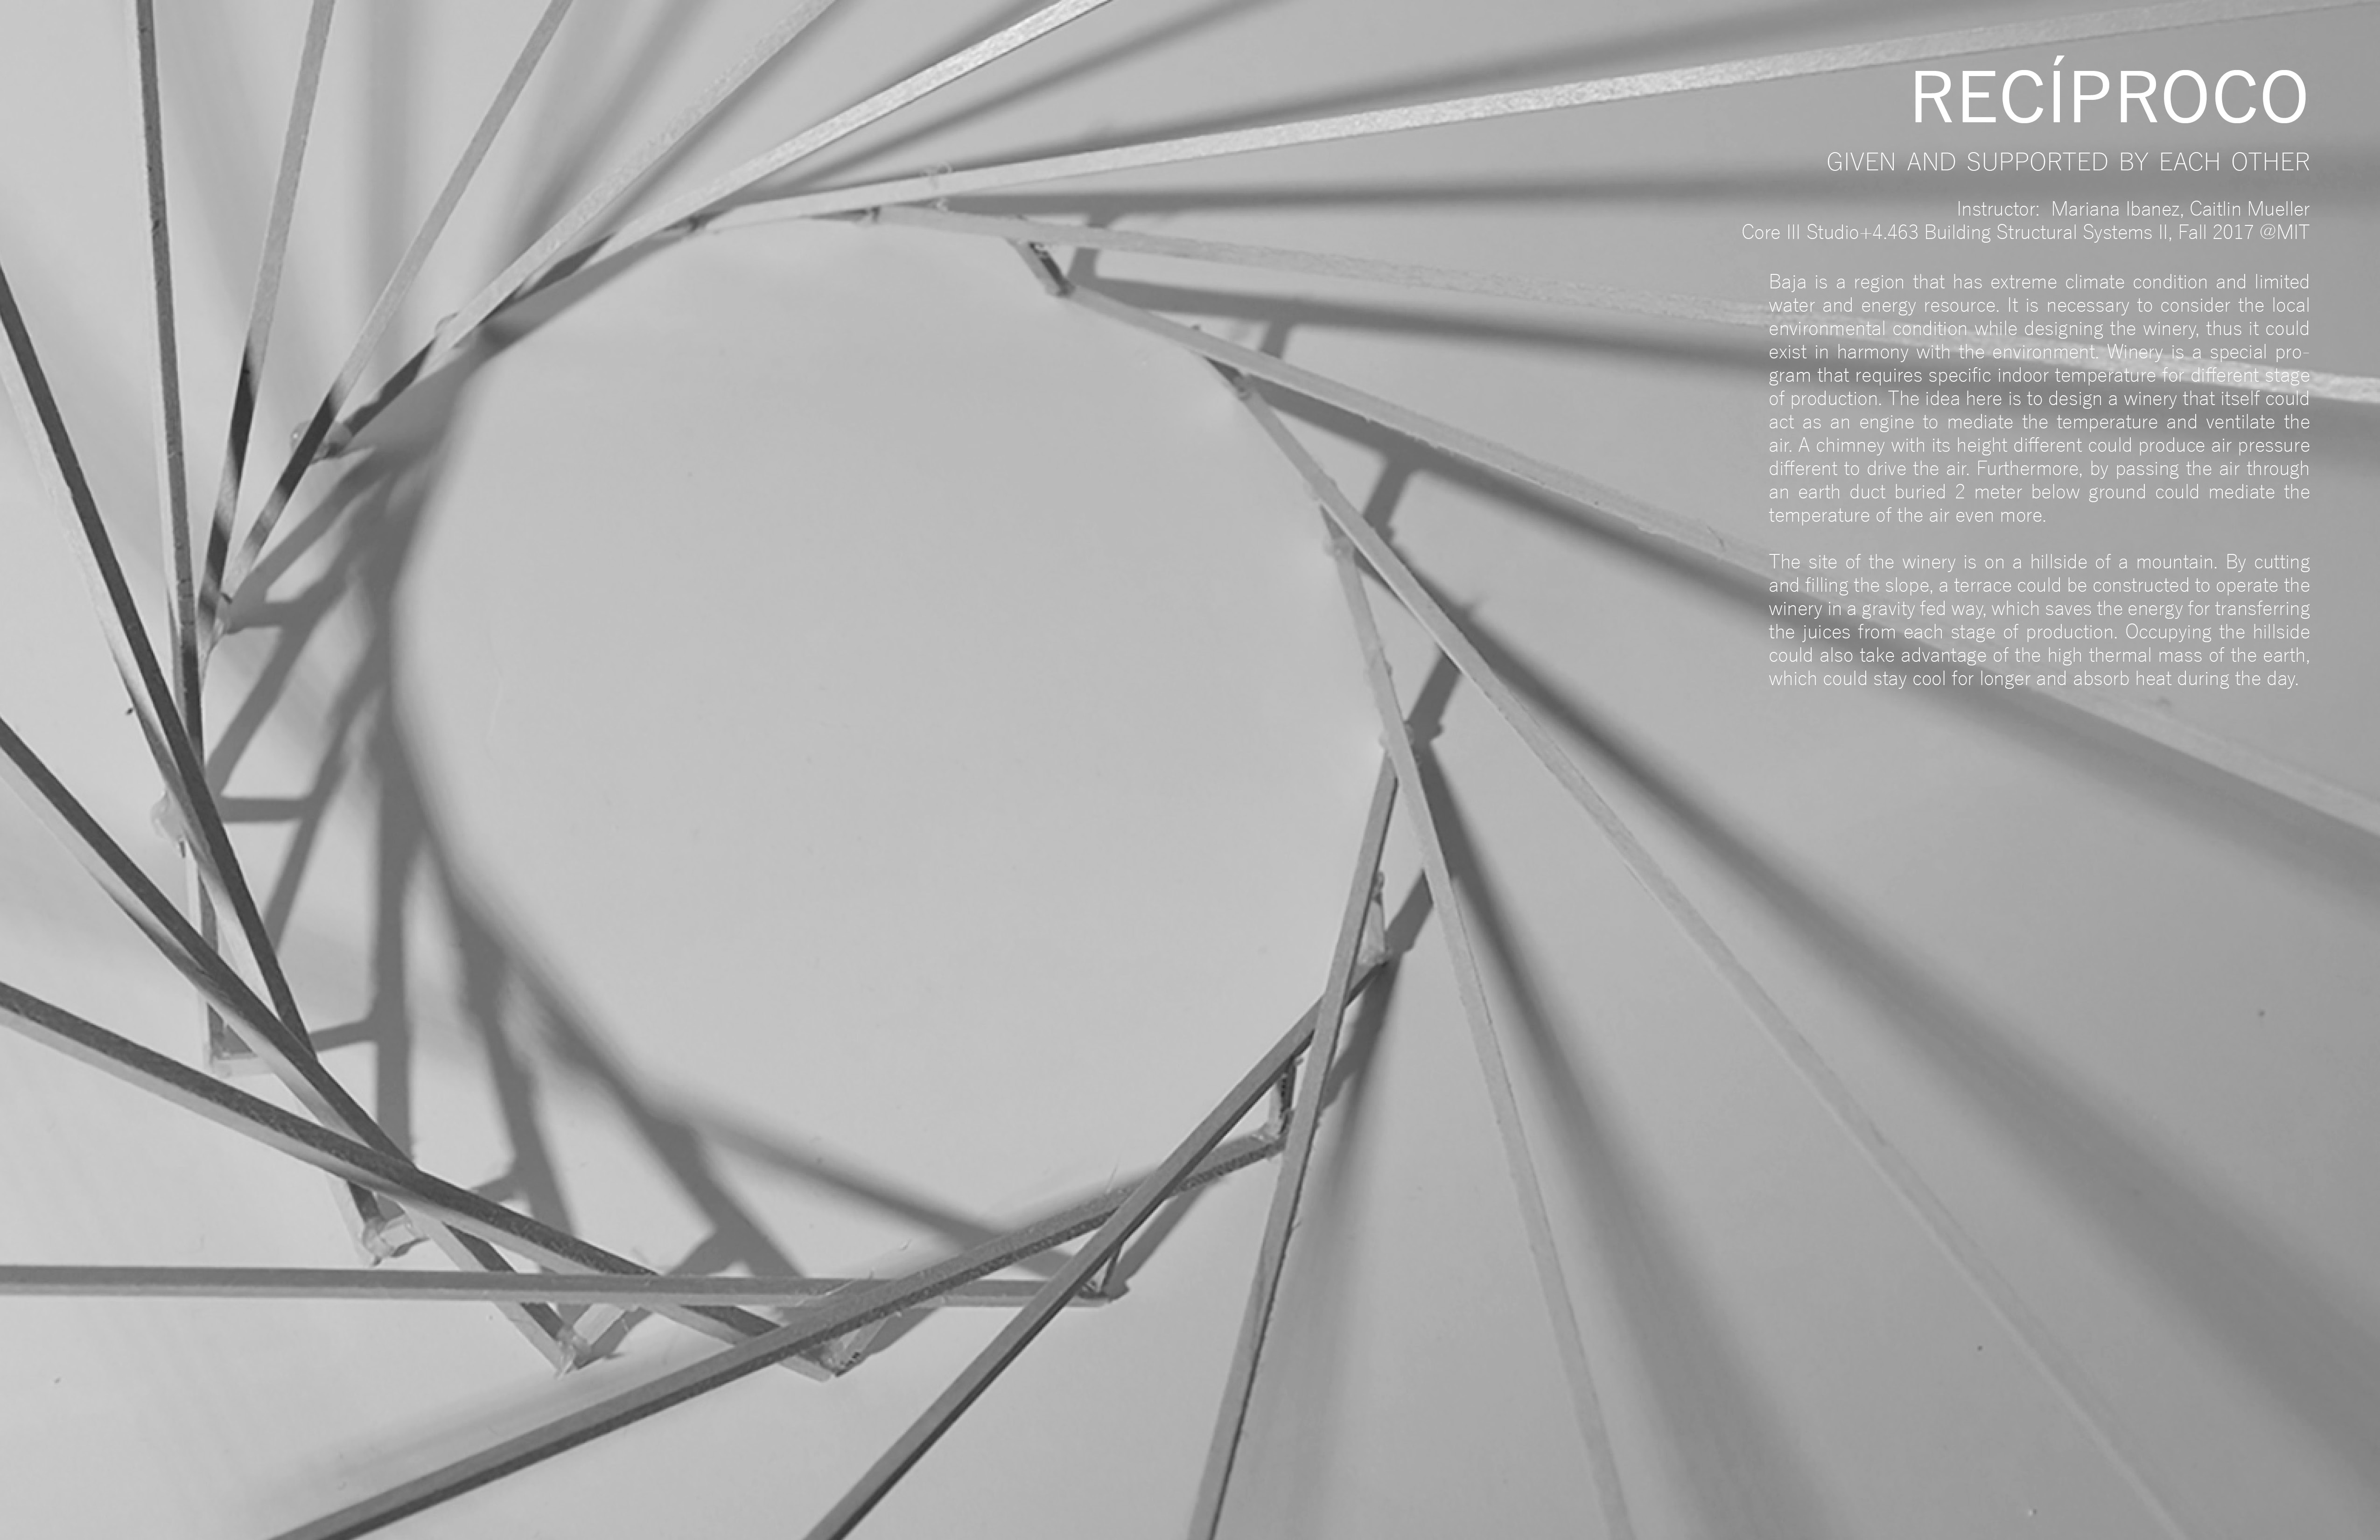 RECÍPROCO
GIVEN AND SUPPORTED BY EACH OTHER
Instructor:  Mariana Ibanez, Caitlin Mueller
Core III Studio+4.463 Building Structural Systems II, Fall 2017 @MIT
Baja is a region that has extreme climate condition and limited
water and energy resource. It is necessary to consider the local
environmental condition while designing the winery, thus it could
exist in harmony with the environment. Winery is a special pro-
gram that requires specific indoor temperature for different stage
of production. The idea here is to design a winery that itself could
act as an engine to mediate the temperature and ventilate the
air. A chimney with its height different could produce air pressure
different to drive the air. Furthermore, by passing the air through
an earth duct buried 2 meter below ground could mediate the
temperature of the air even more.
The site of the winery is on a hillside of a mountain. By cutting
and filling the slope, a terrace could be constructed to operate the
winery in a gravity fed way, which saves the energy for transferring
the juices from each stage of production. Occupying the hillside
could also take advantage of the high thermal mass of the earth,
which could stay cool for longer and absorb heat during the day.